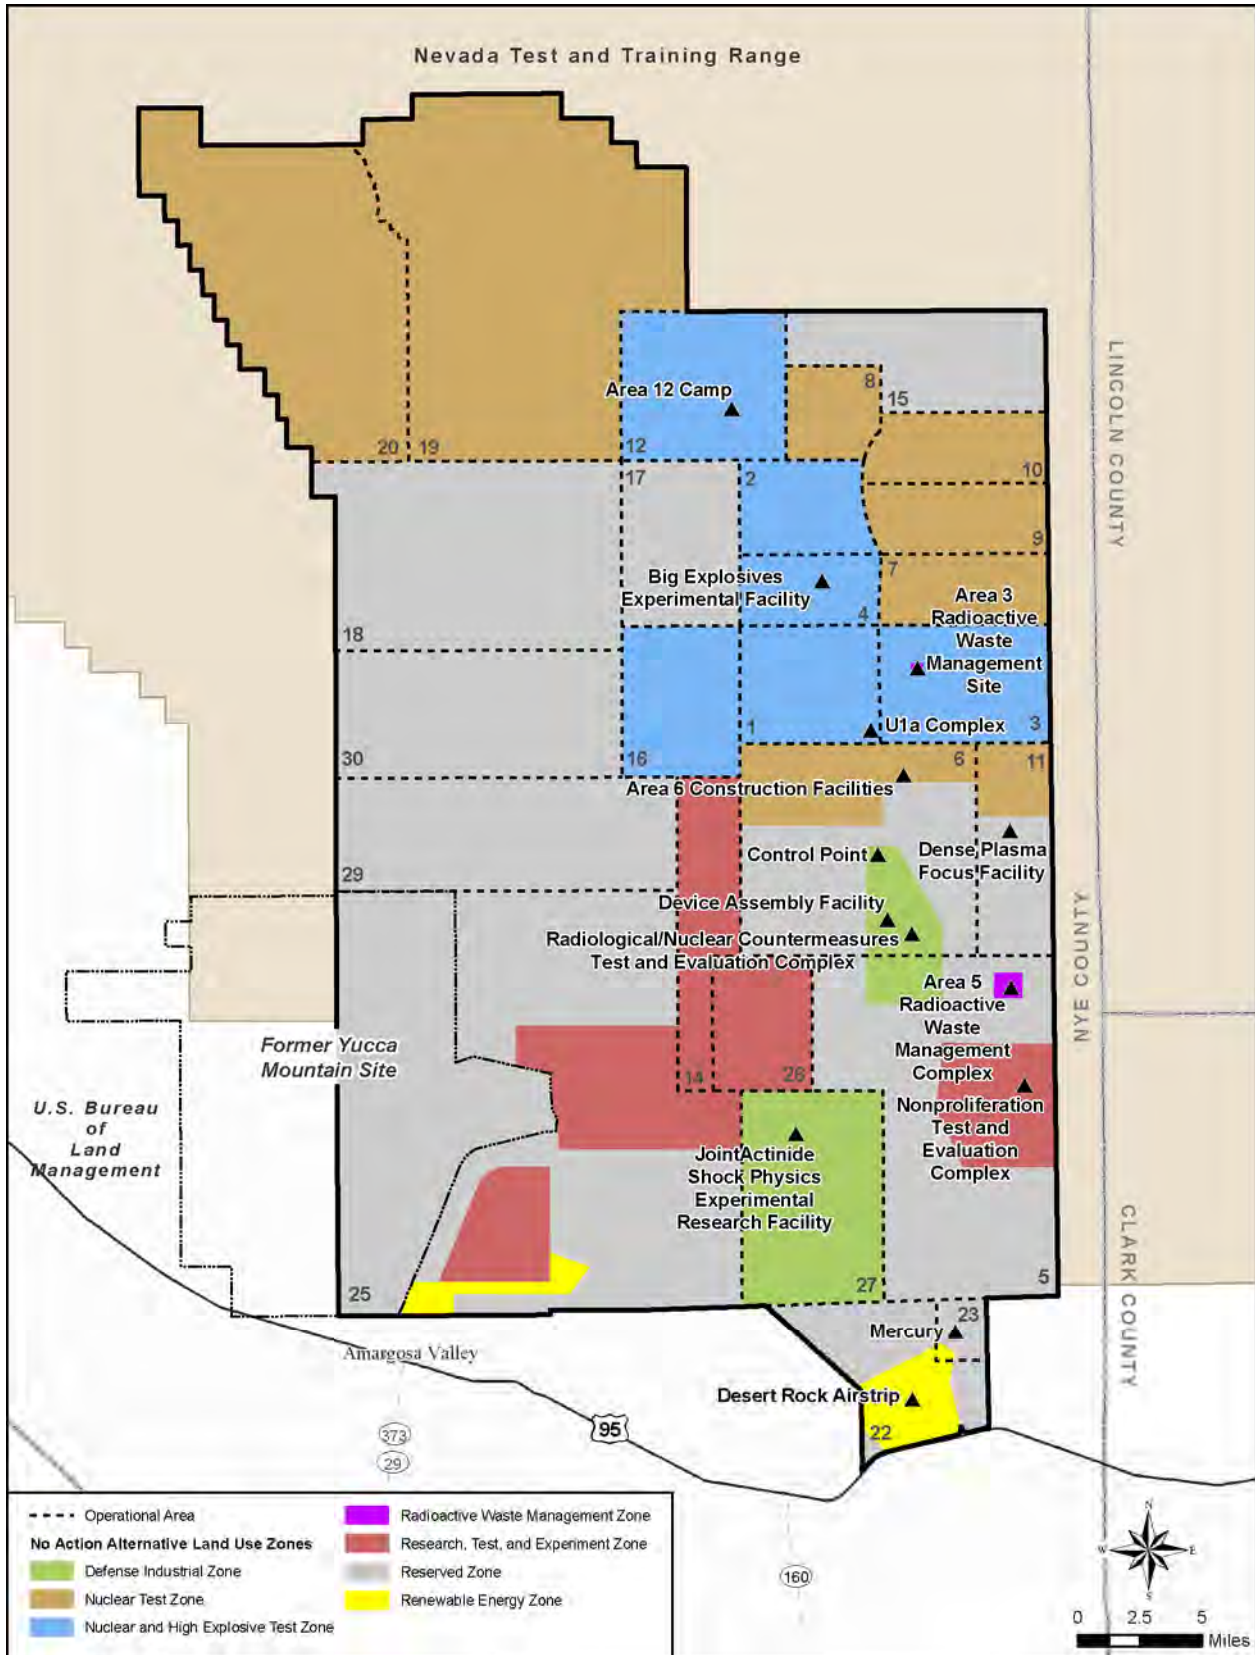 Nevada Test and Training Range
LINCOLN COUNTY
8
15
Area 12 Camp
20
19
12
10
17
2
9
Big Explosives
Experimental Facility
7
4
Area 3
Radioactive
Waste
Management
Site
18
U1a Complex
1
3
30
16
6
11
Area 6 Construction Facilities
Control Point
Dense Plasma
Focus Facility
29
Device Assembly Facility
Radiological/Nuclear Countermeasures
Test and Evaluation Complex
NYE COUNTY
Area 5
Radioactive
Waste
Management
Complex
Former Yucca
Mountain Site
14
26
U.S. Bureau
of
Land
Management
Nonproliferation
Test and
Evaluation
Complex
JointActinide
Shock Physics
Experimental
Research Facility
CLARK COUNTY
25
27
5
23
Mercury
Amargosa Valley
Desert Rock Airstrip
22
95
373
29
160
Operational Area
No Action Alternative Land Use Zones
Defense Industrial Zone
Nuclear Test Zone
Nuclear and High Explosive Test Zone
Radioactive Waste Management Zone
Research, Test, and Experiment Zone
Reserved Zone
Renewable Energy Zone
N
W
E
S
0 2.5 5
Miles